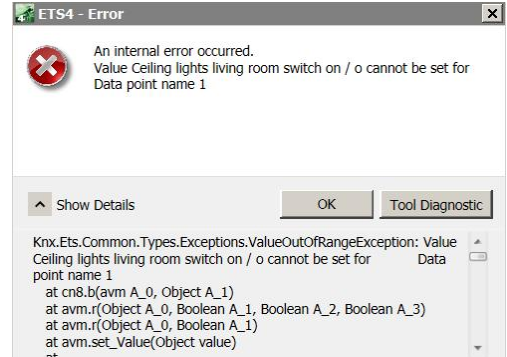 ETS4 - Error
An internal error occurred.
Value Ceiling lights living room switch on / o cannot be set for
Data point name 1
Show Details
OK
Tool Diagnostic
Knx.Ets.Common.Types.Exceptions.ValueOutOfRangeException: Value
Ceiling lights living room switch on / o cannot be set for Data
point name 1
at cn8.b(avm A_0, Object A_1)
at avm.r(Object A_0, Boolean A_1, Boolean A_2, Boolean A_3)
at avm.r(Object A_0, Boolean A_1)
at avm.set_Value(Object value)
at